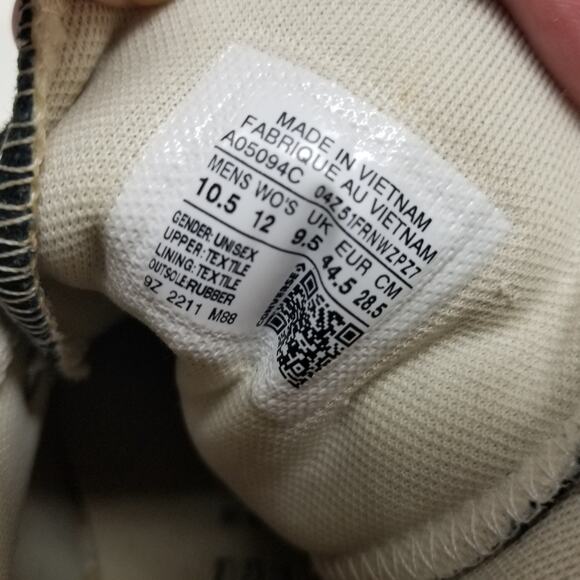 MADE IN VIETNAM
FABRIQUE AU VIETNAM
A05094C 04Z51FRNWZPZ7
MENS WO'S UK EUR CM
10.5 12 9.5 44.5 28.5
GENDER: UNISEX
UPPER: TEXTILE
LINING: TEXTILE
OUTSOLE:RUBBER
9Z 2211 M88